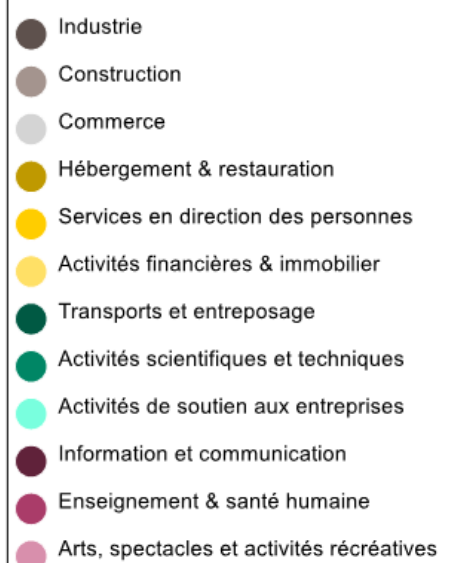 Industrie
Construction
Commerce
Hébergement & restauration
Services en direction des personnes
Activités financières & immobilier
Transports et entreposage
Activités scientifiques et techniques
Activités de soutien aux entreprises
Information et communication
Enseignement & santé humaine
Arts, spectacles et activités récréatives